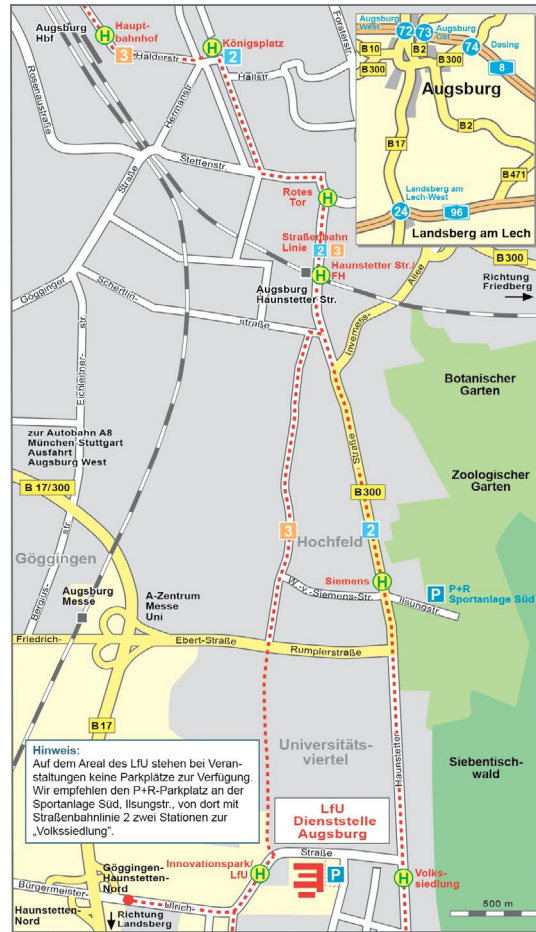 Augsburg
Hbf
H
Haupt-
bahnhof
3
Halderstr.
H
Königsplatz
2
Hallstr.
Forsterstr.
Rosenaustraße
Hermanstr.
Stettenstr.
Straße
Gögginger
Rotes
Tor
H
Straßenbahn
Linie
2
3
H
Haunstetter Str./
FH
Augsburg
Haunstetter Str.
Schertlin-
straße
Eichleitner-
str.
Inverness-
Allee
B 300
Richtung
Friedberg
Augsburg
West
72
73
Augsburg
Ost
74
Dasing
B10
B2
B300
B300
8
Augsburg
B17
B2
B471
Landsberg am
Lech-West
24
96
Landsberg am Lech
Botanischer
Garten
zur Autobahn A8
München-Stuttgart
Ausfahrt
Augsburg West
B 17/300
Straße
B300
Zoologischer
Garten
3
2
Hochfeld
Göggingen
Bergius-
str.
Augsburg
Messe
A-Zentrum
Messe
Uni
Siemens
H
W.-v.-Siemens-Str.
Ilsungstr.
P
P+R
Sportanlage Süd
Friedrich-
Ebert-Straße
Rumplerstraße
B17
Haunstetter
Universitäts-
viertel
Siebentisch-
wald
Hinweis:
Auf dem Areal des LfU stehen bei Veran-
staltungen keine Parkplätze zur Verfügung.
Wir empfehlen den P+R-Parkplatz an der
Sportanlage Süd, Ilsungstr., von dort mit
Straßenbahnlinie 2 zwei Stationen zur
„Volkssiedlung”.
LfU
Dienststelle
Augsburg
Straße
Innovationspark/
LfU
H
P
H
Volks-
siedlung
Göggingen-
Haunstetten-
Nord
Bürgermeister-
Ulrich-
Haunstetten-
Nord
Richtung
Landsberg
500 m